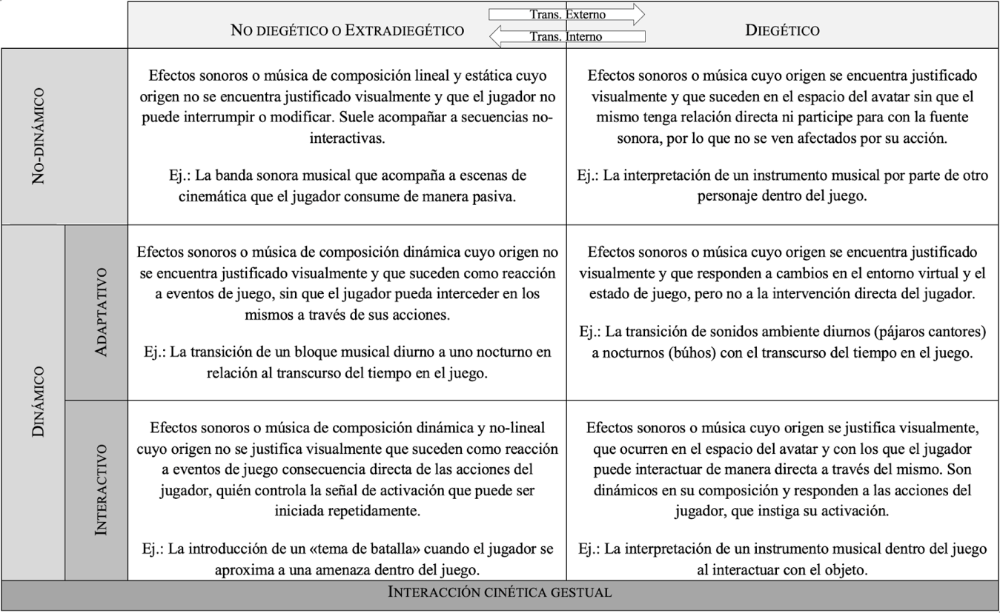 Trans. Externo
NO DIEGÉTICO O EXTRADIEGÉTICO
DIEGÉTICO
Trans. Interno
NO-DINÁMICO
Efectos sonoros o música de composición lineal y estática cuyo
origen no se encuentra justificado visualmente y que el jugador no
puede interrumpir o modificar. Suele acompañar a secuencias no-
interactivas.
Ej.: La banda sonora musical que acompaña a escenas de
cinemática que el jugador consume de manera pasiva.
Efectos sonoros o música cuyo origen se encuentra justificado
visualmente y que suceden en el espacio del avatar sin que el
mismo tenga relación directa ni participe para con la fuente
sonora, por lo que no se ven afectados por su acción.
Ej.: La interpretación de un instrumento musical por parte de otro
personaje dentro del juego.
DINÁMICO
ADAPTATIVO
Efectos sonoros o música de composición dinámica cuyo origen no
se encuentra justificado visualmente y que suceden como reacción
a eventos de juego, sin que el jugador pueda interceder en los
mismos a través de sus acciones.
Ej.: La transición de un bloque musical diurno a uno nocturno en
relación al transcurso del tiempo en el juego.
Efectos sonoros o música cuyo origen se encuentra justificado
visualmente y que responden a cambios en el entorno virtual y el
estado de juego, pero no a la intervención directa del jugador.
Ej.: La transición de sonidos ambiente diurnos (pájaros cantores)
a nocturnos (búhos) con el transcurso del tiempo en el juego.
INTERACTIVO
Efectos sonoros o música de composición dinámica y no-lineal
cuyo origen no se justifica visualmente que suceden como reacción
a eventos de juego consecuencia directa de las acciones del
jugador, quién controla la señal de activación que puede ser
iniciada repetidamente.
Ej.: La introducción de un «tema de batalla» cuando el jugador se
aproxima a una amenaza dentro del juego.
Efectos sonoros o música cuyo origen se justifica visualmente,
que ocurren en el espacio del avatar y con los que el jugador
puede interactuar de manera directa a través del mismo. Son
dinámicos en su composición y responden a las acciones del
jugador, que instiga su activación.
Ej.: La interpretación de un instrumento musical dentro del juego
al interactuar con el objeto.
INTERACCIÓN CINÉTICA GESTUAL